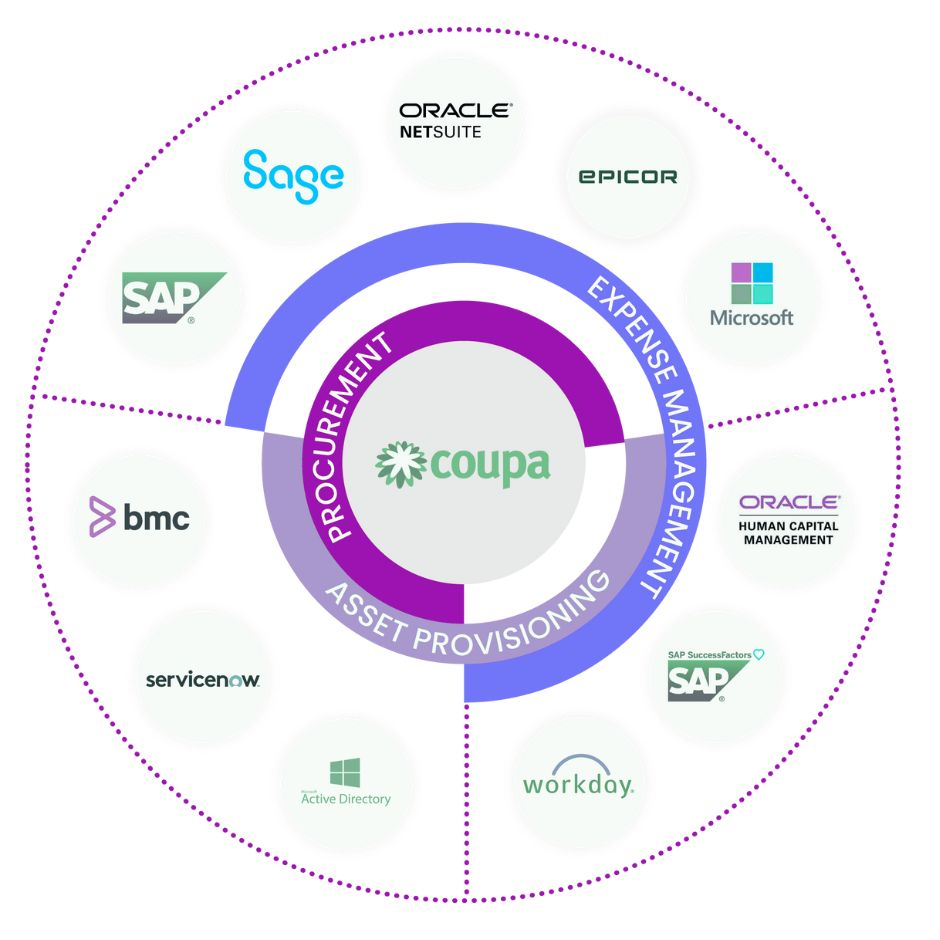 ORACLE®
NETSUITE
Sage
EPICOR
SAP®
Microsoft
EXPENSE MANAGEMENT
PROCUREMENT
coupa
ASSET PROVISIONING
bmc
ORACLE®
HUMAN CAPITAL
MANAGEMENT
servicenow
SAP SuccessFactors
SAP®
Microsoft
Active Directory
workday®